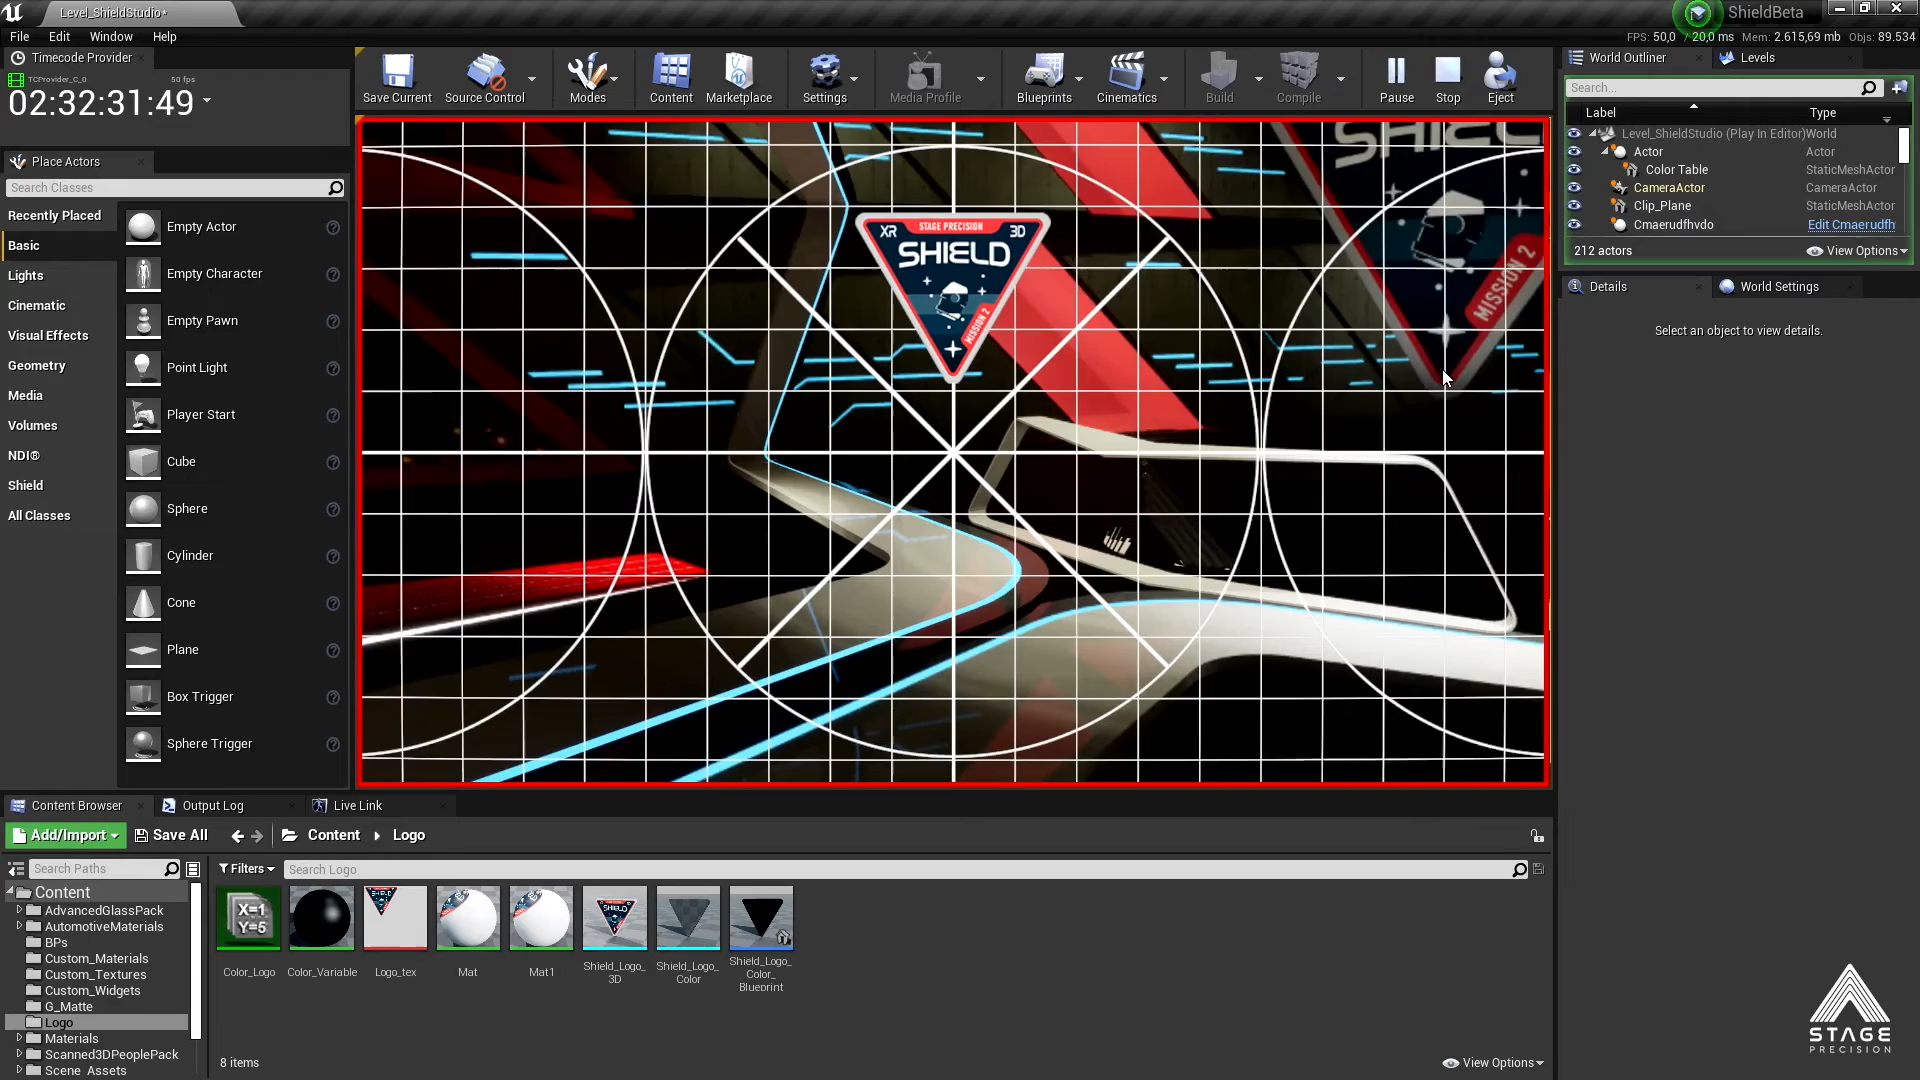 Level_ShieldStudio*
ShieldBeta
File Edit Window Help
FPS: 50,0 / 20,0 ms Mem: 2.615,69 mb Objs: 89.534
Timecode Provider
TCProvider_C_0 50 fps
02:32:31:49
Save Current Source Control Modes Content Marketplace Settings Media Profile Blueprints Cinematics Build Compile Pause Stop Eject
Place Actors
Search Classes
Recently Placed
Basic
Lights
Cinematic
Visual Effects
Geometry
Media
Volumes
NDI®
Shield
All Classes
Empty Actor
Empty Character
Empty Pawn
Point Light
Player Start
Cube
Sphere
Cylinder
Cone
Plane
Box Trigger
Sphere Trigger
STAGE PRECISION
XR 3D
SHIELD
MISSION 2
SHIEL
MISSION 2
World Outliner Levels
Search...
Label Type
Level_ShieldStudio (Play In Editor) World
Actor Actor
Color Table StaticMeshActor
CameraActor CameraActor
Clip_Plane StaticMeshActor
Cmaerudfhvdo Edit Cmaerudfh
212 actors View Options
Details World Settings
Select an object to view details.
Content Browser Output Log Live Link
Add/Import Save All Content Logo
Search Paths
Filters Search Logo
Content
AdvancedGlassPack
AutomotiveMaterials
BPs
Custom_Materials
Custom_Textures
Custom_Widgets
G_Matte
Logo
Materials
Scanned3DPeoplePack
Scene_Assets
X=1
Y=5
SHIELD
Color_Logo
Color_Variable
Logo_tex
Mat
Mat1
Shield_Logo_
3D
Shield_Logo_
Color
Shield_Logo_
Color_
Blueprint
8 items View Options
STAGE
PRECISION